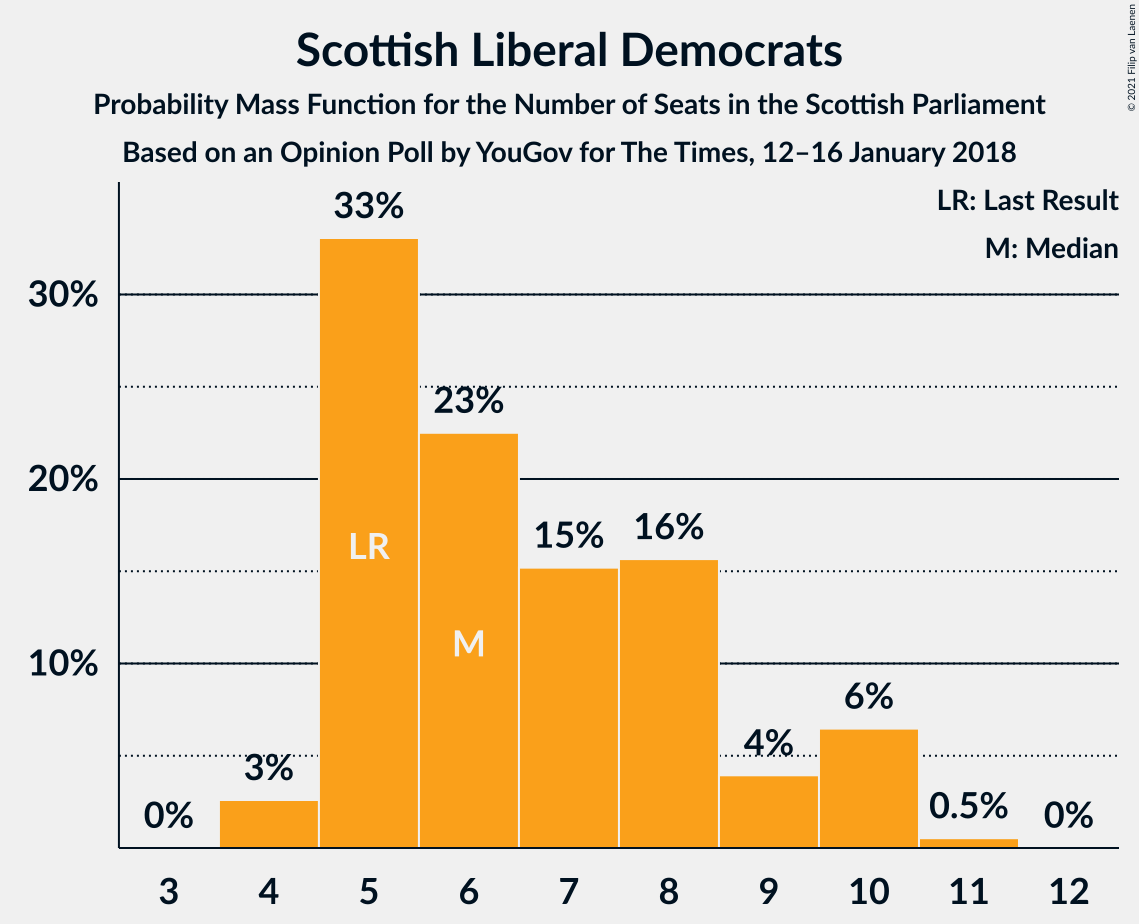 Scottish Liberal Democrats
Probability Mass Function for the Number of Seats in the Scottish Parliament
Based on an Opinion Poll by YouGov for The Times, 12–16 January 2018
© 2021 Filip van Laenen
LR: Last Result
M: Median
30%
20%
10%
0%
3%
33%
23%
15%
16%
4%
6%
0.5%
0%
LR
M
3 4 5 6 7 8 9 10 11 12